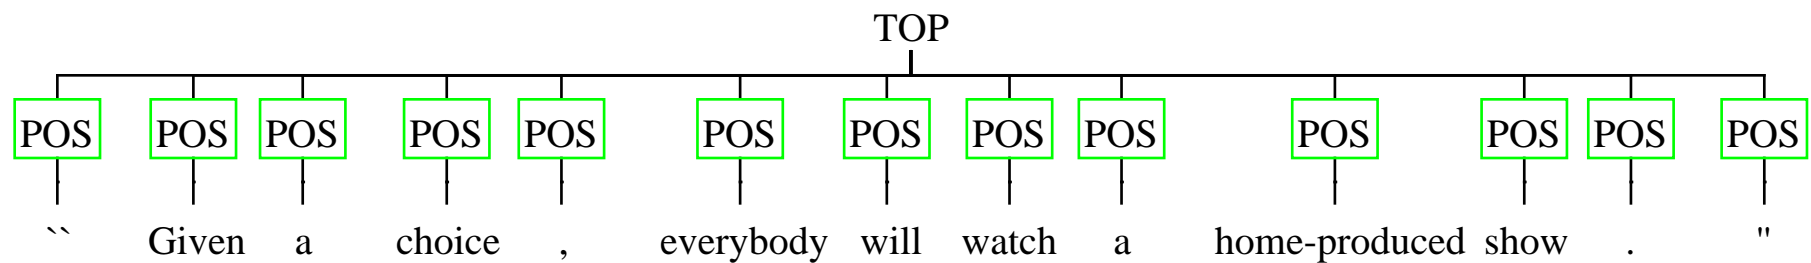 TOP
POS POS POS POS POS POS POS POS POS POS POS POS POS
`` Given a choice , everybody will watch a home-produced show . "